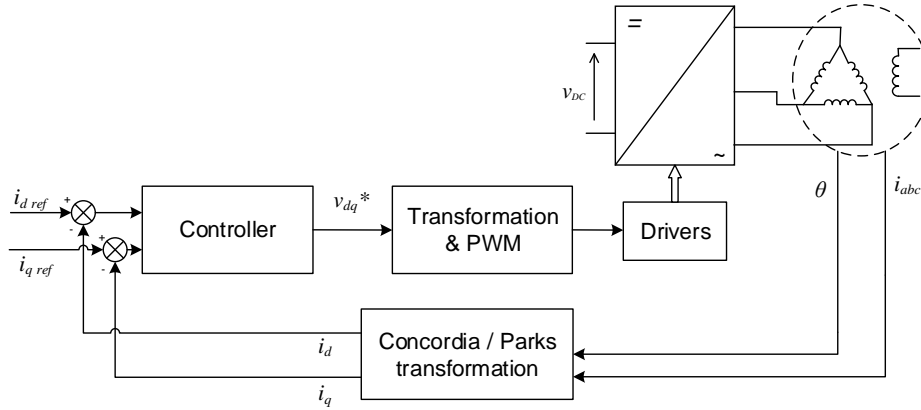 =
v_DC
~
θ
i_abc
i_d ref
+
-
i_q ref
+
-
Controller
v_dq*
Transformation
& PWM
Drivers
Concordia / Parks
transformation
i_d
i_q